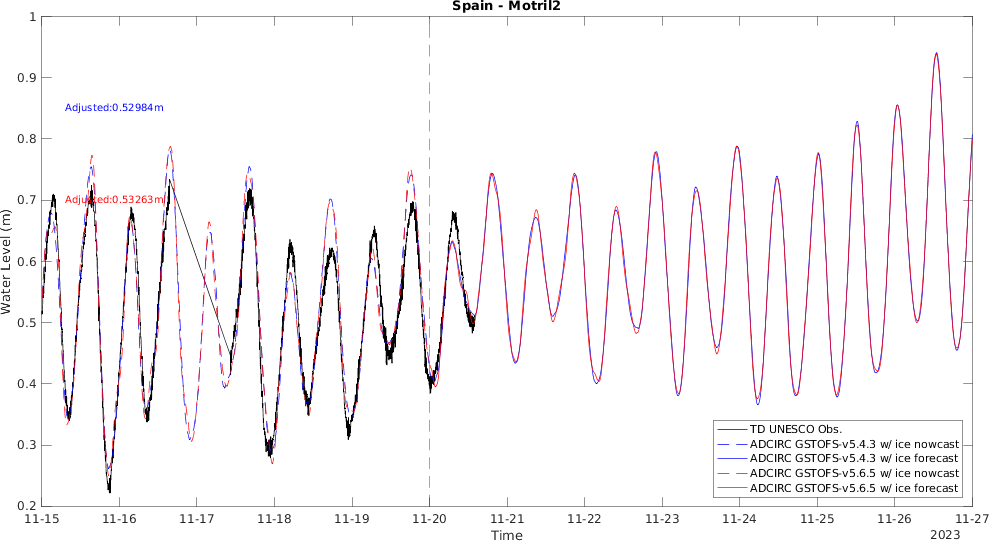 Spain - Motril2
1
0.9
0.8
0.7
0.6
0.5
0.4
0.3
0.2
Water Level (m)
Adjusted:0.52984m
Adjusted:0.53263m
TD UNESCO Obs.
ADCIRC GSTOFS-v5.4.3 w/ ice nowcast
ADCIRC GSTOFS-v5.4.3 w/ ice forecast
ADCIRC GSTOFS-v5.6.5 w/ ice nowcast
ADCIRC GSTOFS-v5.6.5 w/ ice forecast
11-15 11-16 11-17 11-18 11-19 11-20 11-21 11-22 11-23 11-24 11-25 11-26 11-27
Time
2023